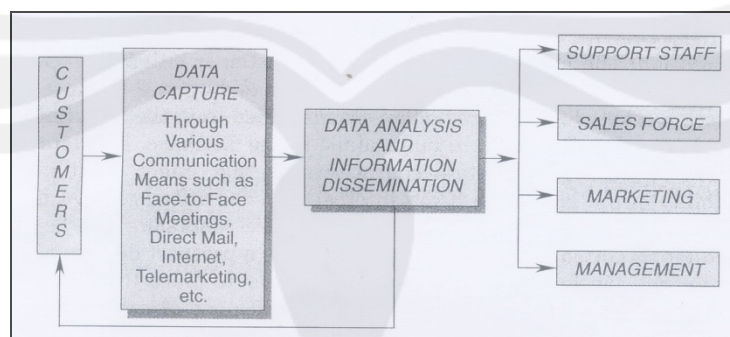 CUSTOMERS
DATA
CAPTURE
Through
Various
Communication
Means such as
Face-to-Face
Meetings,
Direct Mail,
Internet,
Telemarketing,
etc.
DATA ANALYSIS
AND
INFORMATION
DISSEMINATION
SUPPORT STAFF
SALES FORCE
MARKETING
MANAGEMENT